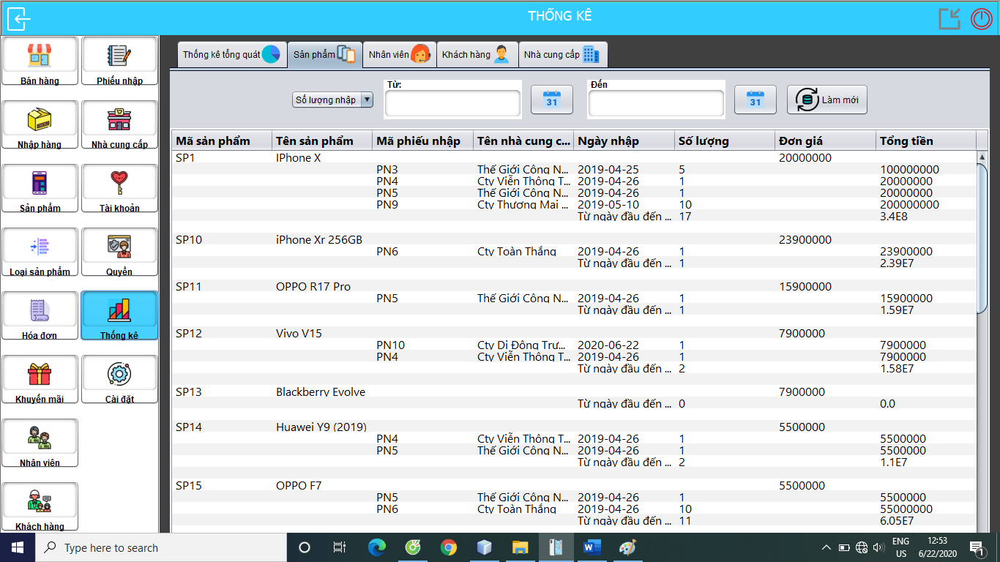 THỐNG KÊ
Bán hàng
Phiếu nhập
Nhập hàng
Nhà cung cấp
Sản phẩm
Tài khoản
Loại sản phẩm
Quyền
Hóa đơn
Thống kê
Khuyến mãi
Cài đặt
Nhân viên
Khách hàng
Thống kê tổng quát Sản phẩm Nhân viên Khách hàng Nhà cung cấp
Số lượng nhập Từ: 31 Đến 31 Làm mới
Mã sản phẩm Tên sản phẩm Mã phiếu nhập Tên nhà cung c... Ngày nhập Số lượng Đơn giá Tổng tiền
SP1 IPhone X 20000000
PN3 Thế Giới Công N... 2019-04-25 5 100000000
PN4 Cty Viễn Thông T... 2019-04-26 1 20000000
PN5 Thế Giới Công N... 2019-04-26 1 20000000
PN9 Cty Thương Mai ... 2019-05-10 10 200000000
Từ ngày đầu đến ... 17 3.4E8
SP10 iPhone Xr 256GB 23900000
PN6 Cty Toàn Thắng 2019-04-26 1 23900000
Từ ngày đầu đến ... 1 2.39E7
SP11 OPPO R17 Pro 15900000
PN5 Thế Giới Công N... 2019-04-26 1 15900000
Từ ngày đầu đến ... 1 1.59E7
SP12 Vivo V15 7900000
PN10 Cty Di Động Trư... 2020-06-22 1 7900000
PN4 Cty Viễn Thông T... 2019-04-26 1 7900000
Từ ngày đầu đến ... 2 1.58E7
SP13 Blackberry Evolve 7900000
Từ ngày đầu đến ... 0 0.0
SP14 Huawei Y9 (2019) 5500000
PN4 Cty Viễn Thông T... 2019-04-26 1 5500000
PN5 Thế Giới Công N... 2019-04-26 1 5500000
Từ ngày đầu đến ... 2 1.1E7
SP15 OPPO F7 5500000
PN5 Thế Giới Công N... 2019-04-26 1 5500000
PN6 Cty Toàn Thắng 2019-04-26 10 55000000
Từ ngày đầu đến ... 11 6.05E7
Type here to search
ENG
US
12:53
6/22/2020
1